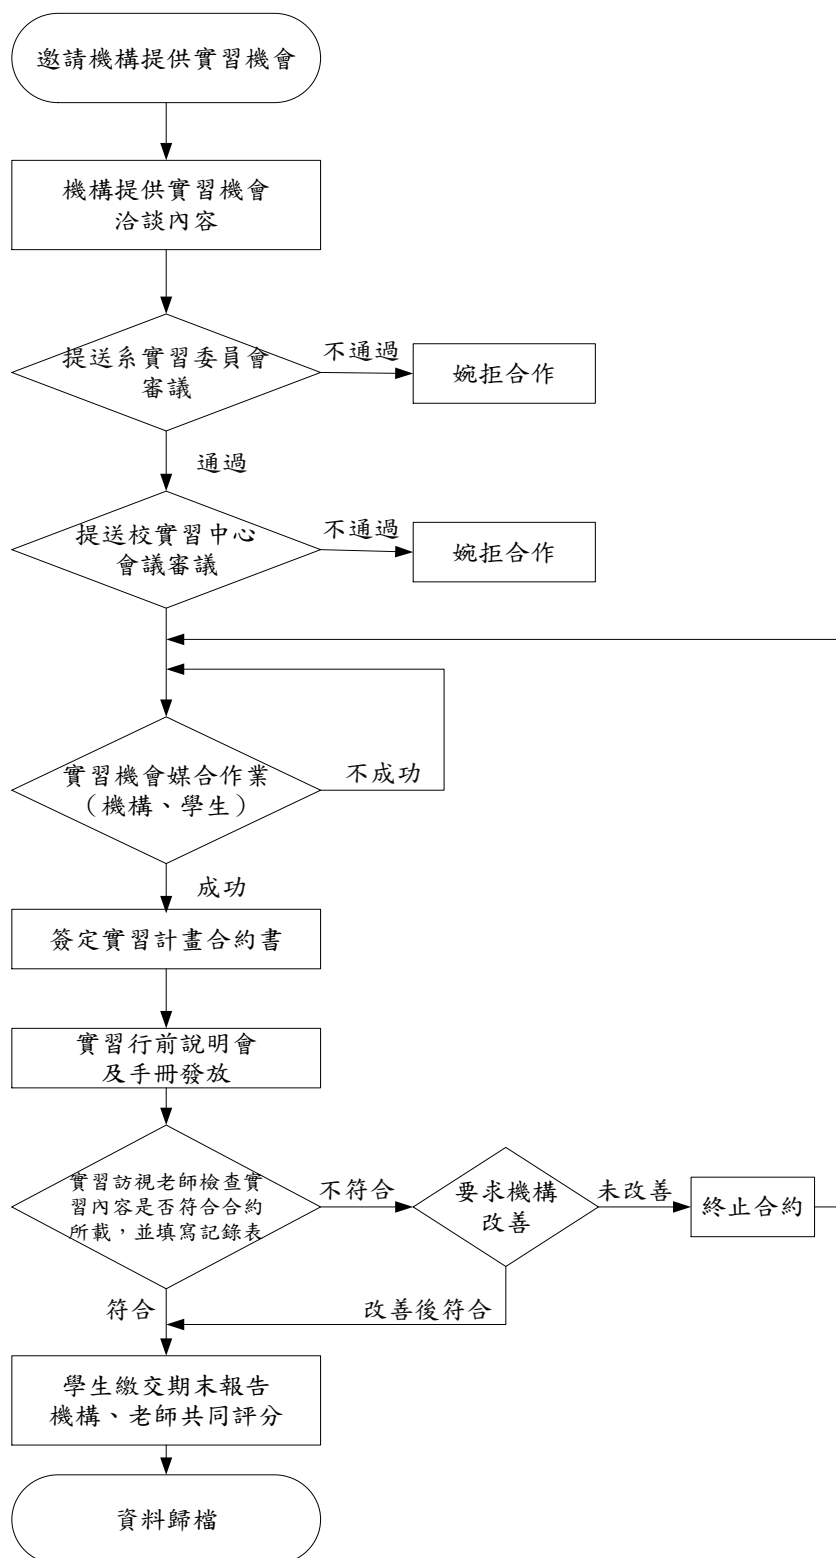 邀請機構提供實習機會
機構提供實習機會
洽談內容
提送系實習委員會
審議
不通過
婉拒合作
通過
提送校實習中心
會議審議
不通過
婉拒合作
實習機會媒合作業
（機構、學生）
不成功
成功
簽定實習計畫合約書
實習行前說明會
及手冊發放
實習訪視老師檢查實
習內容是否符合合約
所載，並填寫記錄表
不符合
要求機構
改善
未改善
終止合約
符合
改善後符合
學生繳交期末報告
機構、老師共同評分
資料歸檔